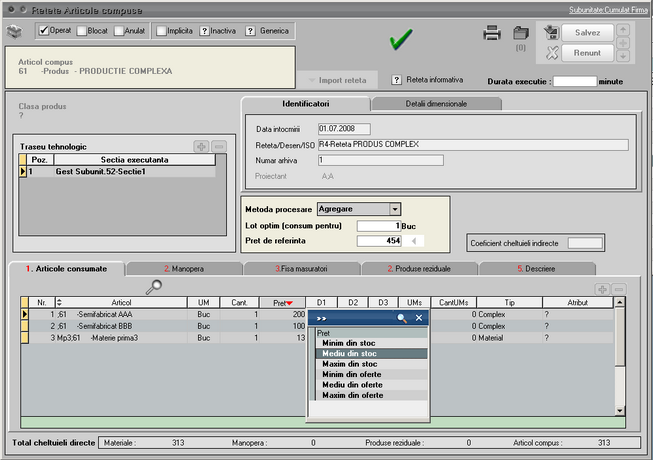 Retete Articole compuse
Subunitate:Cumulat Firma
Operat Blocat Anulat Implicita ? Inactiva ? Generica
(0)
Salvez
Renunt
Articol compus
61 -Produs - PRODUCTIE COMPLEXA
Import reteta
? Reteta informativa
Durata executie : minute
Clasa produs
?
Traseu tehnologic
Poz. Sectia executanta
1 Gest Subunit.52-Sectie1
Identificatori Detalii dimensionale
Data intocmirii 01.07.2008
Reteta/Desen/ISO R4-Reteta PRODUS COMPLEX
Numar arhiva 1
Proiectant A;A
Metoda procesare Agregare
Lot optim (consum pentru) 1 Buc
Pret de referinta 454
Coeficient cheltuieli indirecte
1. Articole consumate 2. Manopera 3.Fisa masuratori 2. Produse reziduale 5. Descriere
Nr. Articol UM Cant. Pret D1 D2 D3 UMs CantUMs Tip Atribut
1 ;61 -Semifabricat AAA Buc 1 200 0 Complex ?
2 ;61 -Semifabricat BBB Buc 1 100 0 Complex ?
3 Mp3;61 -Materie prima3 Buc 1 13 0 Material ?
>>
Pret
Minim din stoc
Mediu din stoc
Maxim din stoc
Minim din oferte
Mediu din oferte
Maxim din oferte
Total cheltuieli directe Materiale : 313 Manopera : 0 Produse reziduale : 0 Articol compus : 313